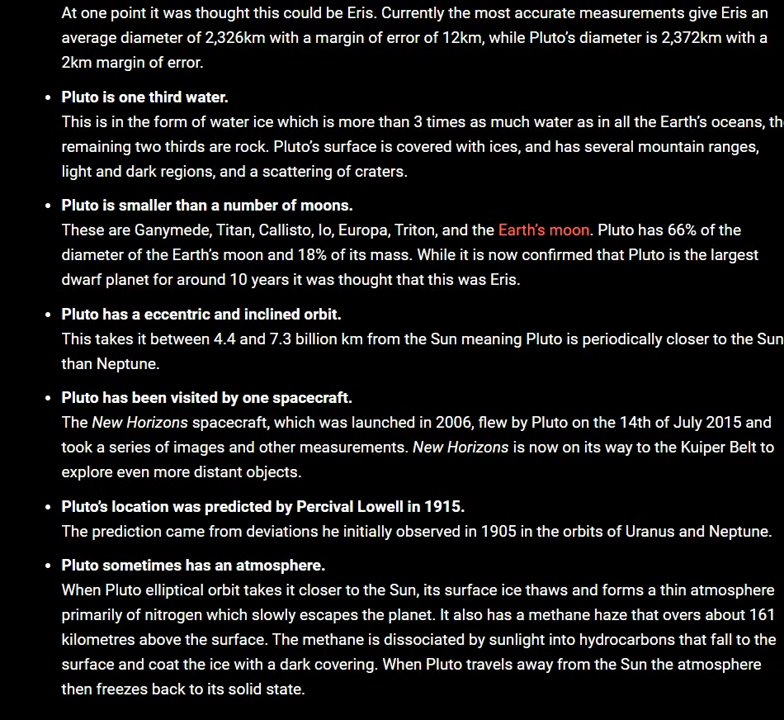 At one point it was thought this could be Eris. Currently the most accurate measurements give Eris an
average diameter of 2,326km with a margin of error of 12km, while Pluto's diameter is 2,372km with a
2km margin of error.
• Pluto is one third water.
This is in the form of water ice which is more than 3 times as much water as in all the Earth's oceans, th
remaining two thirds are rock. Pluto's surface is covered with ices, and has several mountain ranges,
light and dark regions, and a scattering of craters.
• Pluto is smaller than a number of moons.
These are Ganymede, Titan, Callisto, Io, Europa, Triton, and the Earth's moon. Pluto has 66% of the
diameter of the Earth's moon and 18% of its mass. While it is now confirmed that Pluto is the largest
dwarf planet for around 10 years it was thought that this was Eris.
• Pluto has a eccentric and inclined orbit.
This takes it between 4.4 and 7.3 billion km from the Sun meaning Pluto is periodically closer to the Sun
than Neptune.
• Pluto has been visited by one spacecraft.
The New Horizons spacecraft, which was launched in 2006, flew by Pluto on the 14th of July 2015 and
took a series of images and other measurements. New Horizons is now on its way to the Kuiper Belt to
explore even more distant objects.
• Pluto's location was predicted by Percival Lowell in 1915.
The prediction came from deviations he initially observed in 1905 in the orbits of Uranus and Neptune.
• Pluto sometimes has an atmosphere.
When Pluto elliptical orbit takes it closer to the Sun, its surface ice thaws and forms a thin atmosphere
primarily of nitrogen which slowly escapes the planet. It also has a methane haze that overs about 161
kilometres above the surface. The methane is dissociated by sunlight into hydrocarbons that fall to the
surface and coat the ice with a dark covering. When Pluto travels away from the Sun the atmosphere
then freezes back to its solid state.